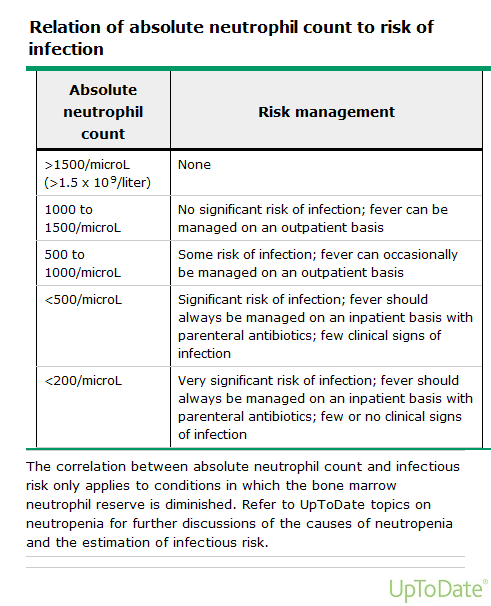 Relation of absolute neutrophil count to risk of
infection
Absolute
neutrophil
count
Risk management
>1500/microL
(>1.5 x 10⁹/liter)
None
1000 to
1500/microL
No significant risk of infection; fever can be
managed on an outpatient basis
500 to
1000/microL
Some risk of infection; fever can occasionally
be managed on an outpatient basis
<500/microL
Significant risk of infection; fever should
always be managed on an inpatient basis with
parenteral antibiotics; few clinical signs of
infection
<200/microL
Very significant risk of infection; fever should
always be managed on an inpatient basis with
parenteral antibiotics; few or no clinical signs
of infection
The correlation between absolute neutrophil count and infectious
risk only applies to conditions in which the bone marrow
neutrophil reserve is diminished. Refer to UpToDate topics on
neutropenia for further discussions of the causes of neutropenia
and the estimation of infectious risk.
UpToDate®